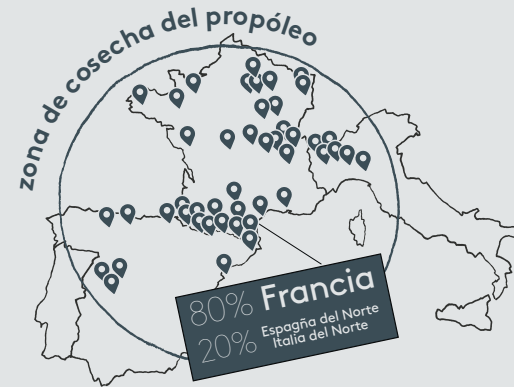 zona de cosecha del propóleo
80% Francia
20% Espagña del Norte
Italia del Norte